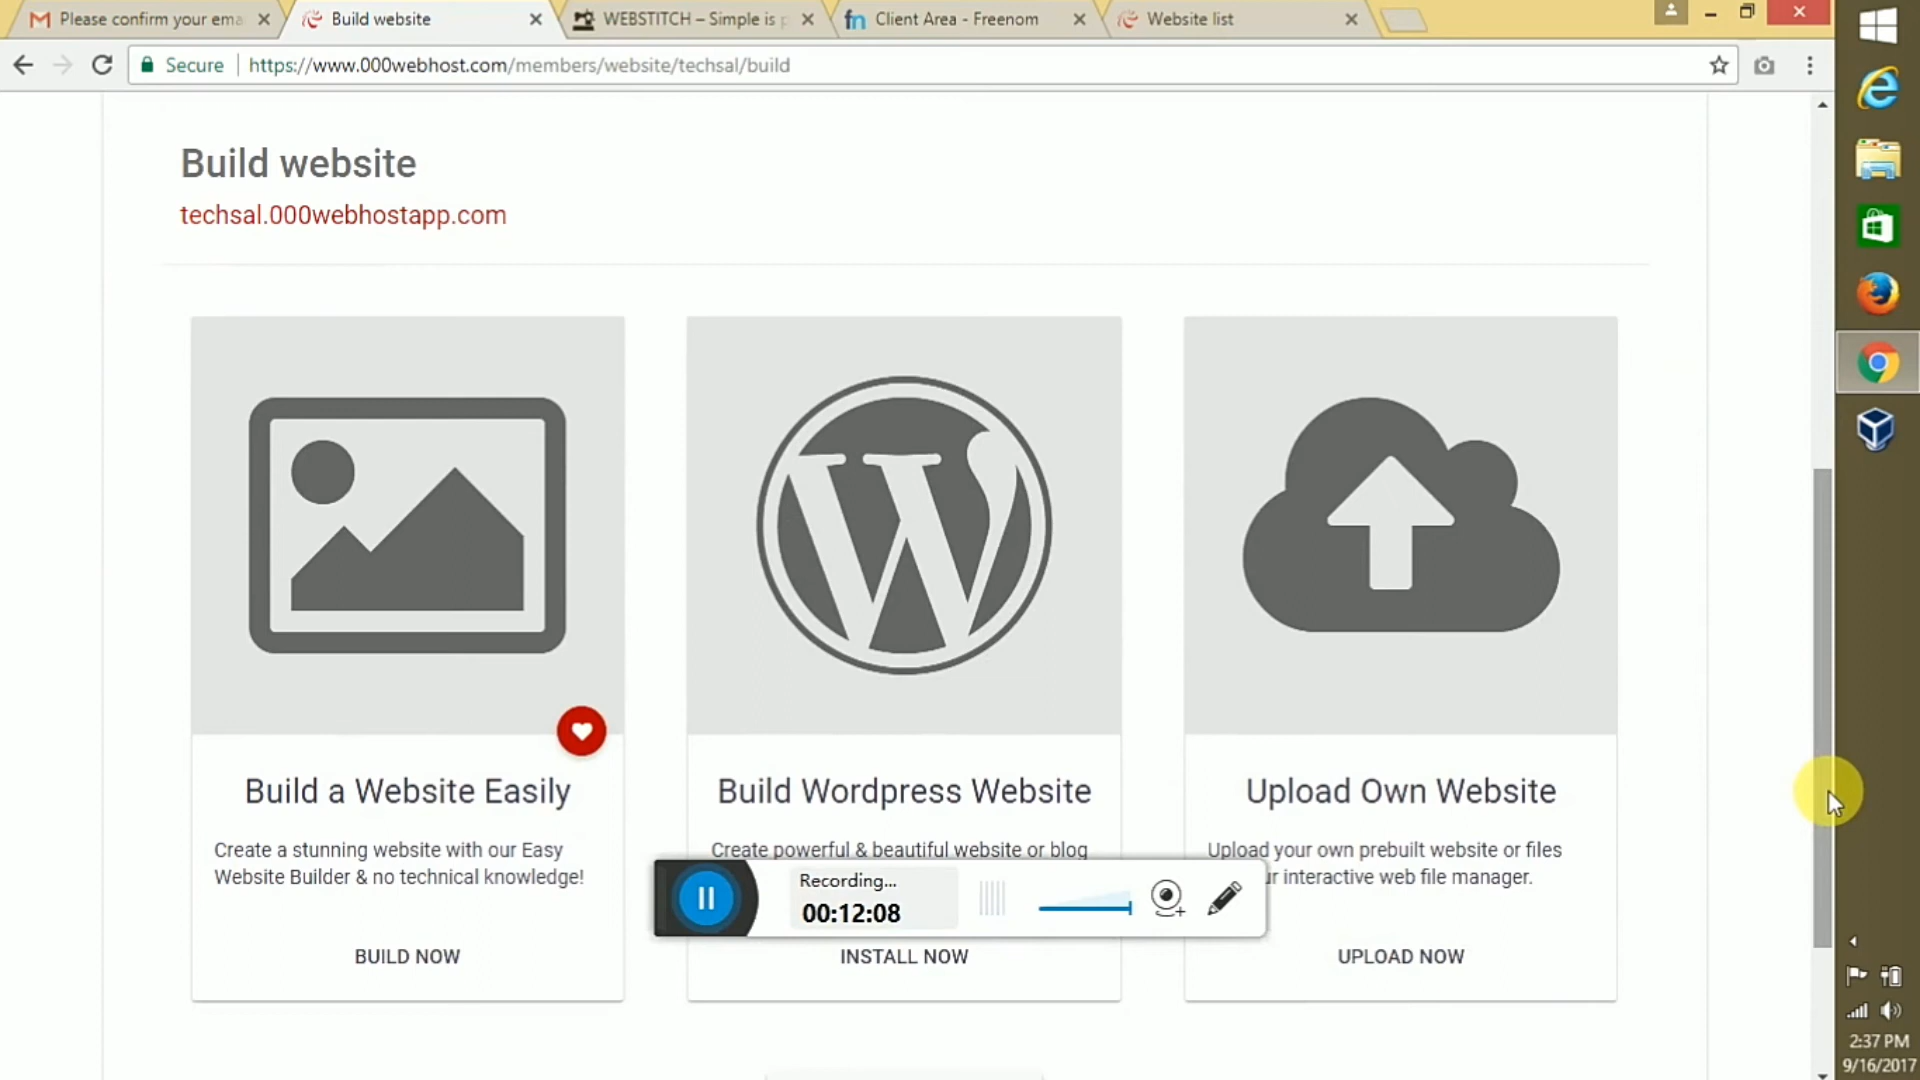 Please confirm your ema
Build website
WEBSTITCH – Simple is p
fn
Client Area - Freenom
Website list
Secure
https://www.000webhost.com/members/website/techsal/build
Build website
techsal.000webhostapp.com
Build a Website Easily
Create a stunning website with our Easy
Website Builder & no technical knowledge!
BUILD NOW
Build Wordpress Website
Create powerful & beautiful website or blog
INSTALL NOW
Upload Own Website
Upload your own prebuilt website or files
ur interactive web file manager.
UPLOAD NOW
Recording...
00:12:08
2:37 PM
9/16/2017